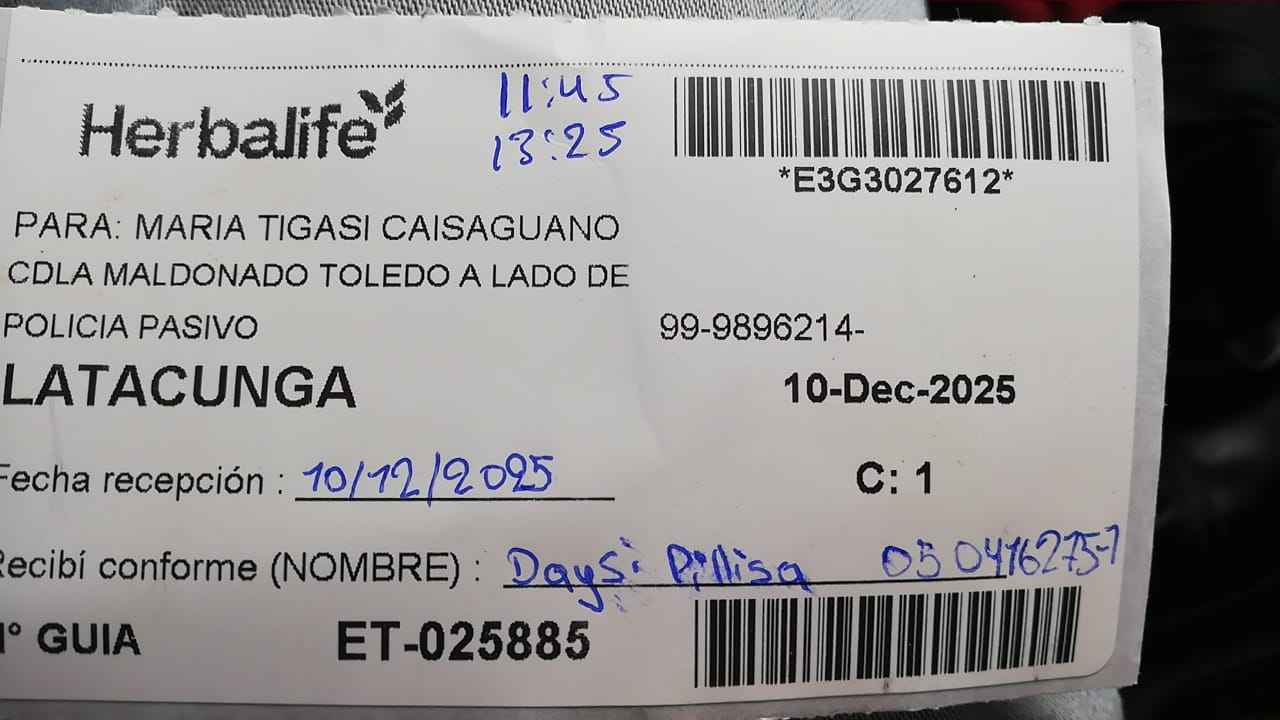 Herbalife
11:45
13:25
*E3G3027612*
PARA: MARIA TIGASI CAISAGUANO
CDLA MALDONADO TOLEDO A LADO DE
POLICIA PASIVO
99-9896214-
LATACUNGA
10-Dec-2025
Fecha recepción : 10/12/2025
C: 1
Recibí conforme (NOMBRE) : Daysi Pillisa 050416275-7
N° GUIA ET-025885